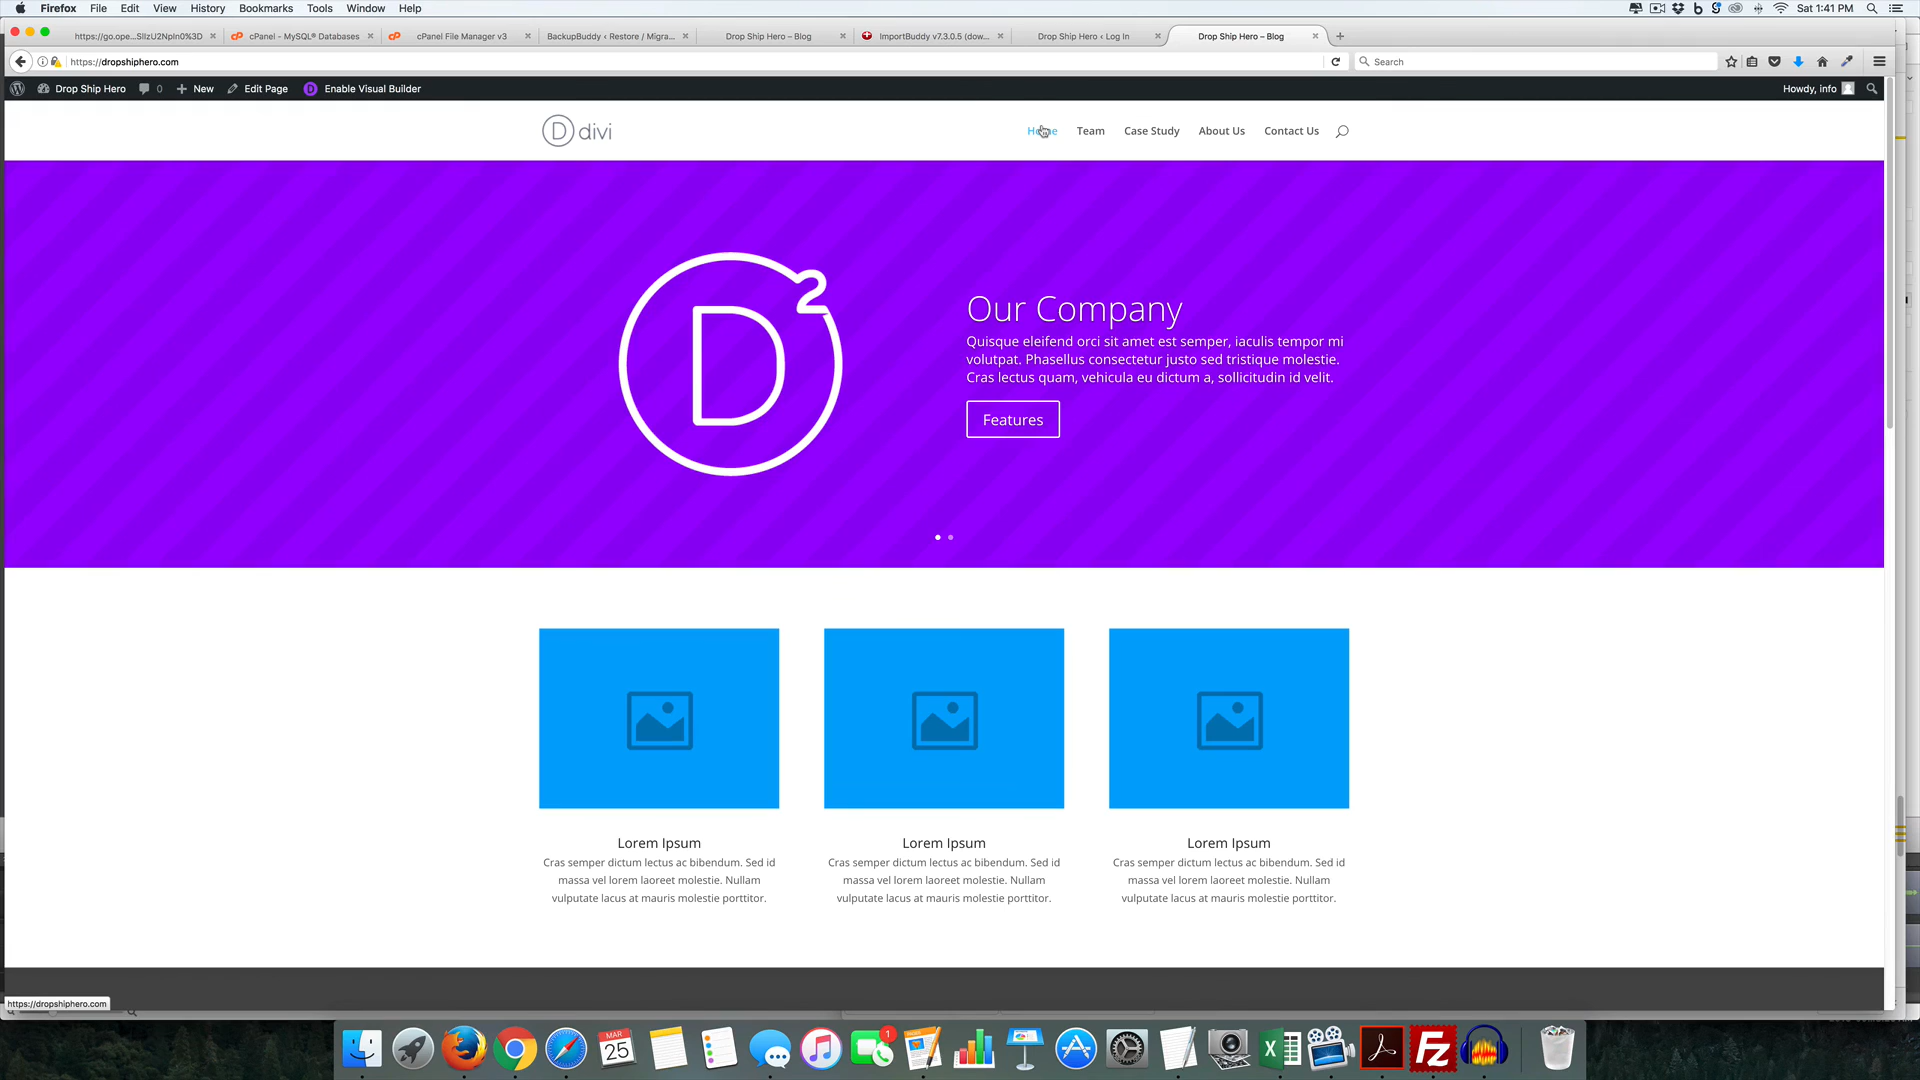 Firefox File Edit View History Bookmarks Tools Window Help Sat 1:41 PM
https://go.ope...SIIzU2NpIn0%3D cPanel - MySQL® Databases cPanel File Manager v3 BackupBuddy ‹ Restore / Migra... Drop Ship Hero – Blog ImportBuddy v7.3.0.5 (dow... Drop Ship Hero ‹ Log In Drop Ship Hero – Blog
https://dropshiphero.com Search
Drop Ship Hero 0 New Edit Page Enable Visual Builder Howdy, info
D divi Home Team Case Study About Us Contact Us
D2
Our Company
Quisque eleifend orci sit amet est semper, iaculis tempor mi
volutpat. Phasellus consectetur justo sed tristique molestie.
Cras lectus quam, vehicula eu dictum a, sollicitudin id velit.
Features
Lorem Ipsum Lorem Ipsum Lorem Ipsum
Cras semper dictum lectus ac bibendum. Sed id Cras semper dictum lectus ac bibendum. Sed id Cras semper dictum lectus ac bibendum. Sed id
massa vel lorem laoreet molestie. Nullam massa vel lorem laoreet molestie. Nullam massa vel lorem laoreet molestie. Nullam
vulputate lacus at mauris molestie porttitor. vulputate lacus at mauris molestie porttitor. vulputate lacus at mauris molestie porttitor.
https://dropshiphero.com
MAR
25
1
Fz